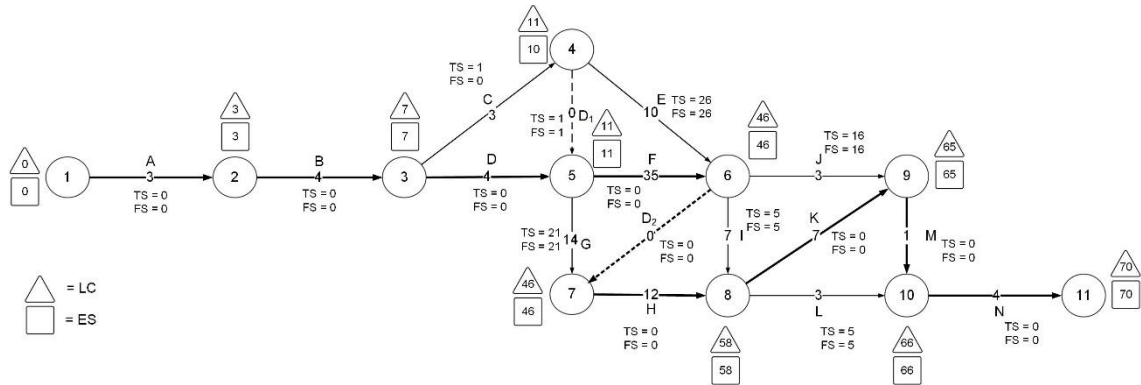 11
10
4
TS = 1
FS = 0
C
3
E
10
TS = 26
FS = 26
0
D1
TS = 1
FS = 1
3
3
7
7
11
11
46
46
TS = 16
FS = 16
65
65
0
0
1
A
3
TS = 0
FS = 0
2
B
4
TS = 0
FS = 0
3
D
4
TS = 0
FS = 0
5
F
35
TS = 0
FS = 0
6
J
3
9
TS = 21
FS = 21
14
G
D2
0
TS = 0
FS = 0
7
I
TS = 5
FS = 5
K
7
TS = 0
FS = 0
1
M
TS = 0
FS = 0
= LC
= ES
46
46
7
12
H
TS = 0
FS = 0
8
58
58
3
L
TS = 5
FS = 5
10
66
66
4
N
TS = 0
FS = 0
11
70
70